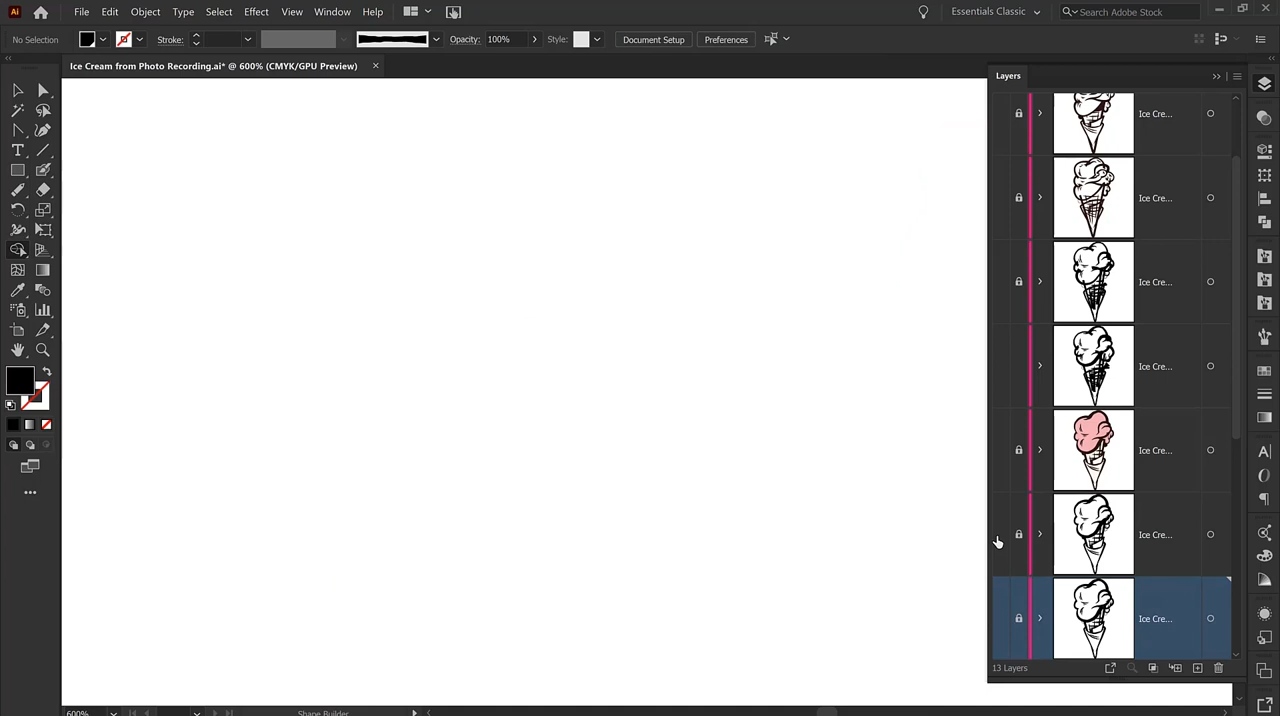 Ai File Edit Object Type Select Effect View Window Help Essentials Classic Search Adobe Stock
No Selection Stroke: Opacity: 100% Style: Document Setup Preferences
Ice Cream from Photo Recording.ai* @ 600% (CMYK/GPU Preview) ×
Layers
Ice Cre...
Ice Cre...
Ice Cre...
Ice Cre...
Ice Cre...
Ice Cre...
Ice Cre...
13 Layers
600% Shape Builder